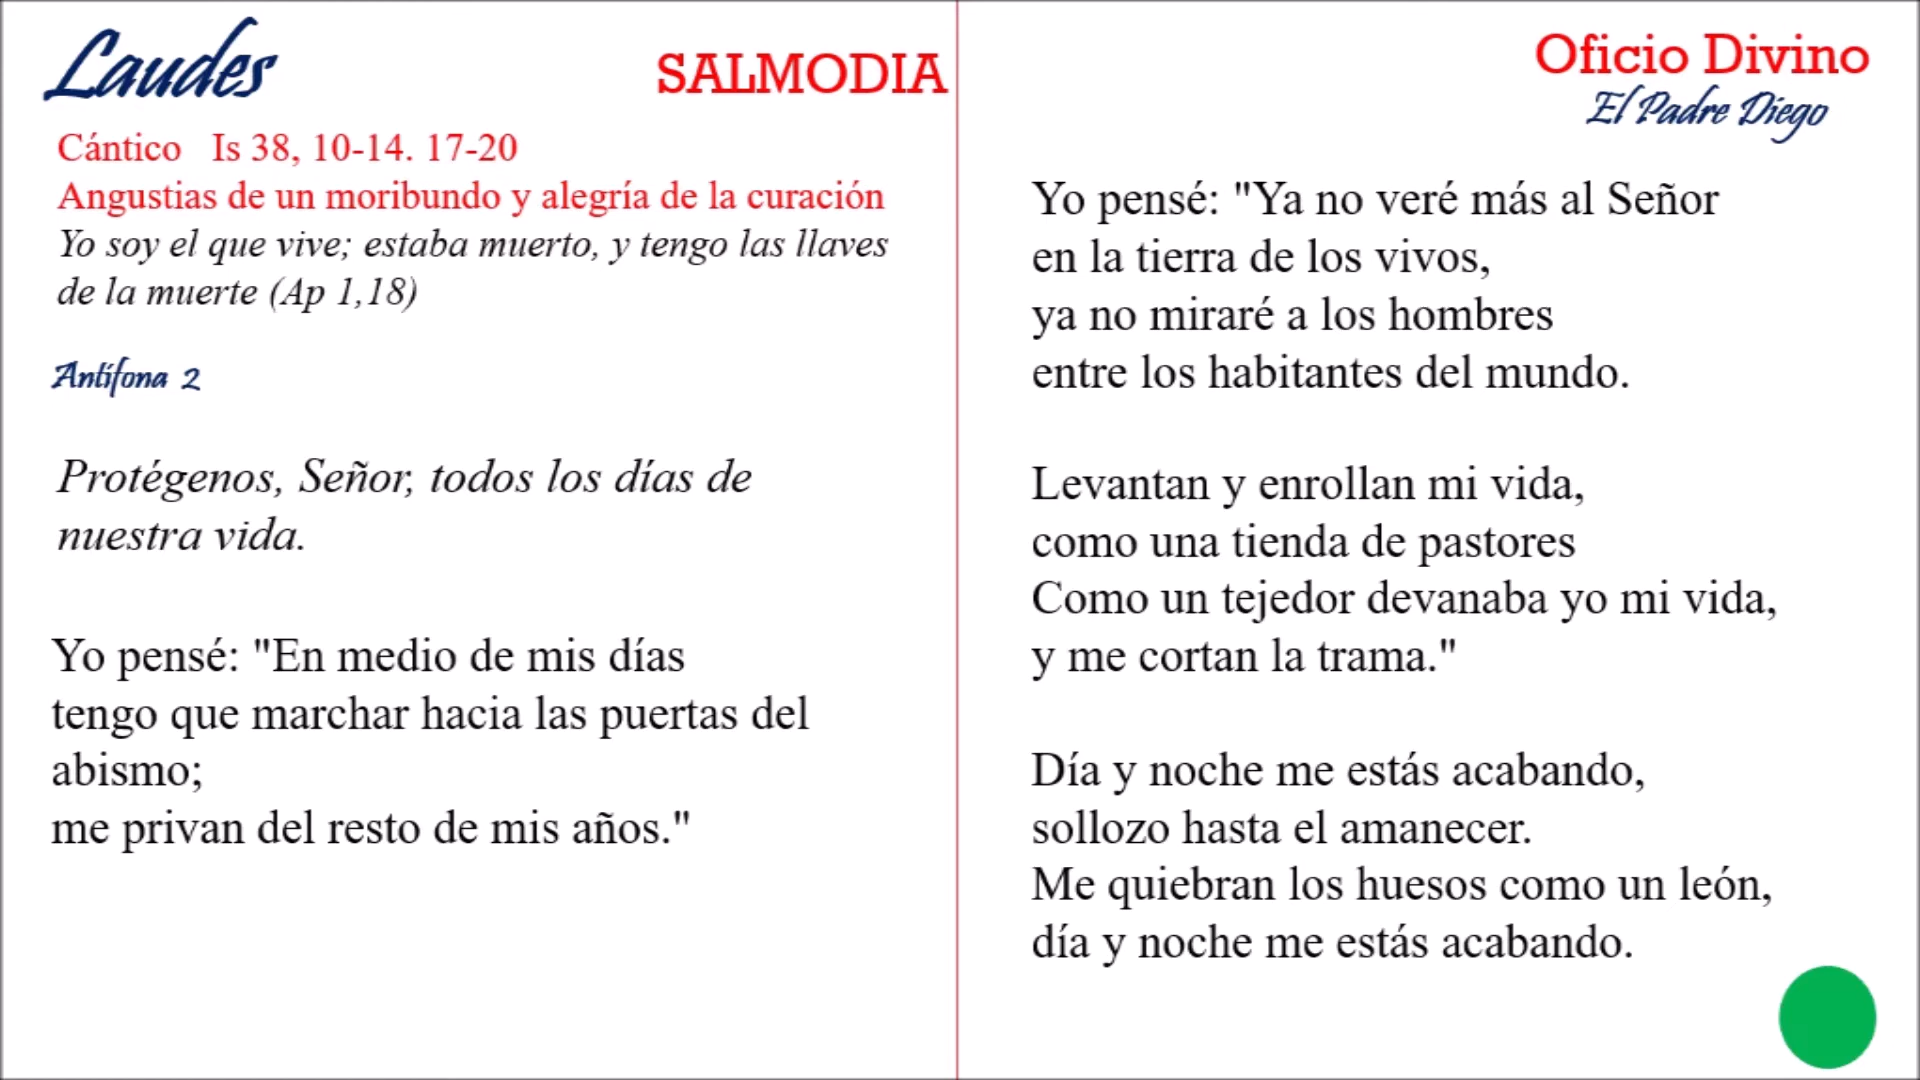 Laudes
SALMODIA
Cántico Is 38, 10-14. 17-20
Angustias de un moribundo y alegría de la curación
Yo soy el que vive; estaba muerto, y tengo las llaves
de la muerte (Ap 1,18)
Antífona 2
Protégenos, Señor, todos los días de
nuestra vida.
Yo pensé: "En medio de mis días
tengo que marchar hacia las puertas del
abismo;
me privan del resto de mis años."
Oficio Divino
El Padre Diego
Yo pensé: "Ya no veré más al Señor
en la tierra de los vivos,
ya no miraré a los hombres
entre los habitantes del mundo.
Levantan y enrollan mi vida,
como una tienda de pastores
Como un tejedor devanaba yo mi vida,
y me cortan la trama."
Día y noche me estás acabando,
sollozo hasta el amanecer.
Me quiebran los huesos como un león,
día y noche me estás acabando.